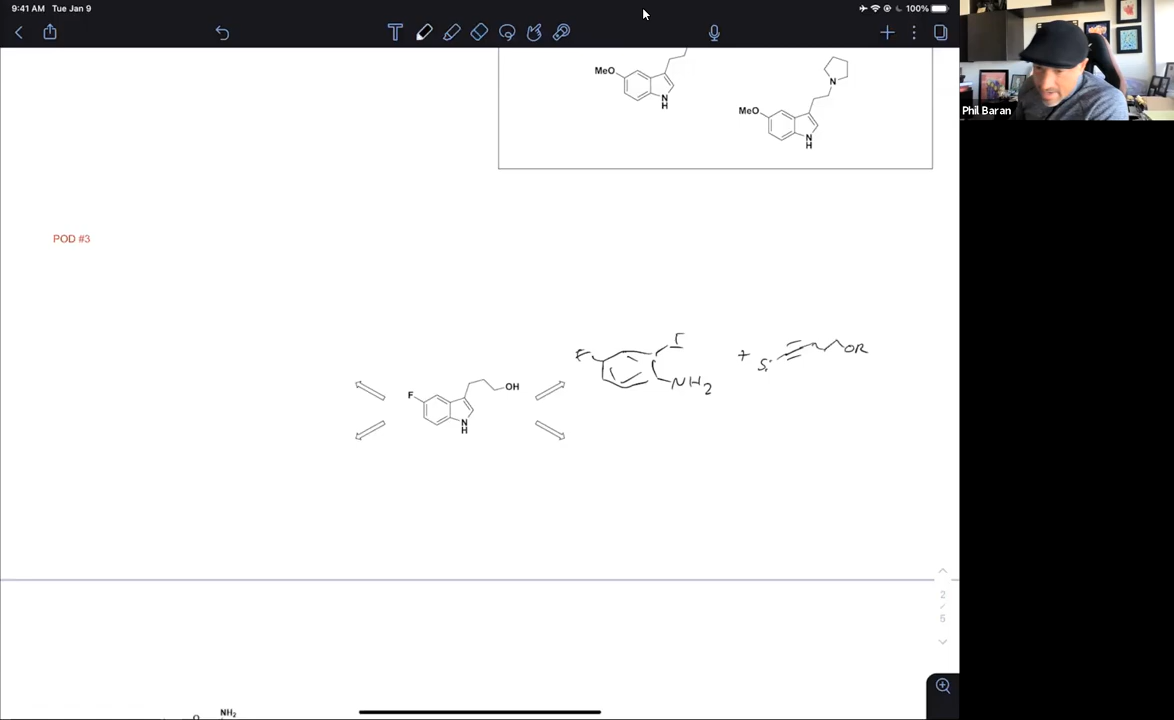 9:41 AM Tue Jan 9
100%
T
MeO
N
H
N
MeO
N
H
Phil Baran
POD #3
F
I
NH2
+
Si
OR
F
OH
N
H
2
/
5
O
NH2